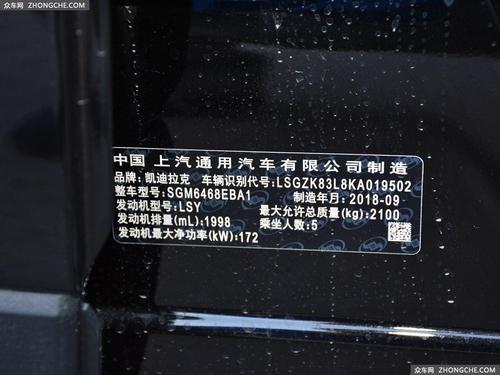 众车网 ZHONGCHE.COM
中国 上汽通用汽车有限公司制造
品牌: 凯迪拉克 车辆识别代号: LSGZK83L8KA019502
整车型号: SGM6468EBA1 制造年月: 2018-09
发动机型号: LSY 最大允许总质量(kg): 2100
发动机排量(mL): 1998 乘坐人数: 5
发动机最大净功率(kW): 172
众车网 ZHONGCHE.COM